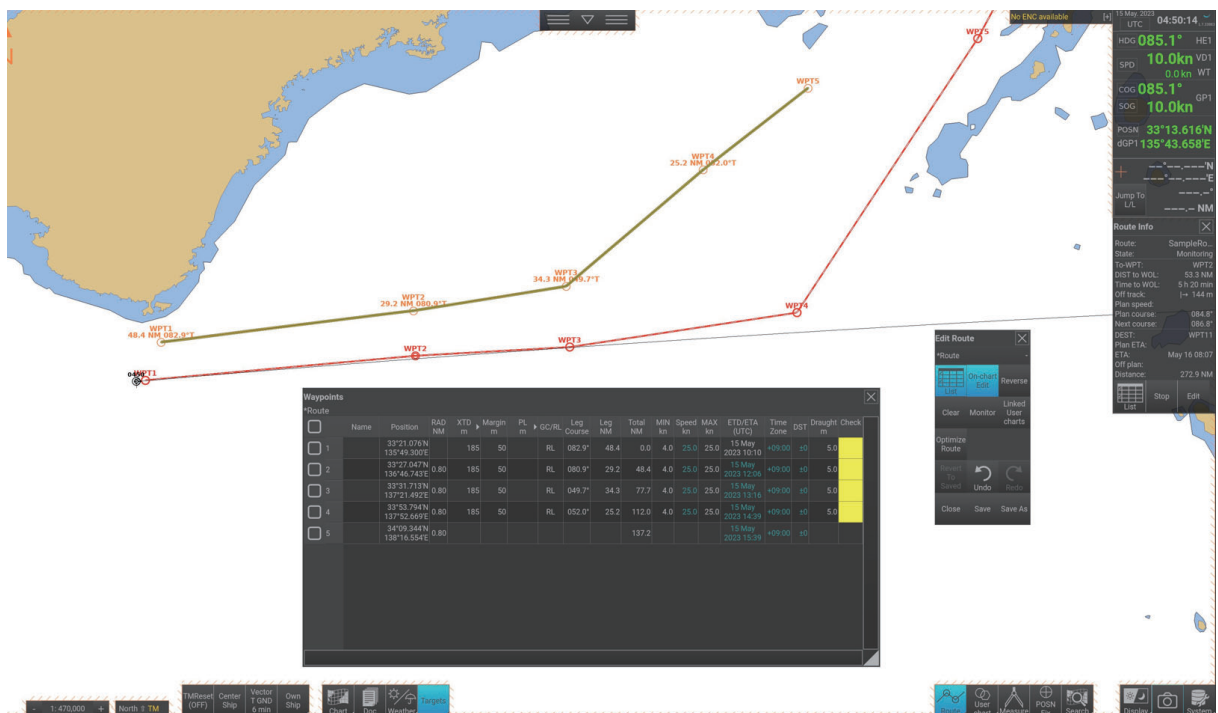 No ENC available [+]
15 May, 2023
UTC 04:50:14
HDG 085.1° HE1
SPD 10.0kn VD1
0.0 kn WT
COG 085.1° GP1
SOG 10.0kn
POSN 33°13.616'N
dGP1 135°43.658'E
--°--.---'N
---°--.---'E
Jump To
L/L
---.-°
---.-- NM
Route Info
Route: SampleRo...
State: Monitoring
To-WPT: WPT2
DIST to WOL: 53.3 NM
Time to WOL: 5 h 20 min
Off track: |→ 144 m
Plan speed:
Plan course: 084.8°
Next course: 086.8°
DEST: WPT11
Plan ETA:
ETA: May 16 08:07
Off plan:
Distance: 272.9 NM
List Stop Edit
WPT5
WPT5
WPT4
25.2 NM 052.0°T
WPT3
34.3 NM 049.7°T
WPT2
29.2 NM 080.9°T
WPT1
48.4 NM 082.9°T
WPT4
WPT3
WPT2
WPT1
Edit Route
*Route
List On-chart Edit Reverse
Clear Monitor Linked User charts
Optimize Route
Revert To Saved Undo Redo
Close Save Save As
Waypoints
*Route
Name Position RAD NM XTD m Margin m PL m GC/RL Leg Course Leg NM Total NM MIN kn Speed kn MAX kn ETD/ETA (UTC) Time Zone DST Draught m Check
1 33°21.076'N 135°49.300'E 185 50 RL 082.9° 48.4 0.0 4.0 25.0 25.0 15 May 2023 10:10 +09:00 ±0 5.0
2 33°27.047'N 136°46.743'E 0.80 185 50 RL 080.9° 29.2 48.4 4.0 25.0 25.0 15 May 2023 12:06 +09:00 ±0 5.0
3 33°31.713'N 137°21.492'E 0.80 185 50 RL 049.7° 34.3 77.7 4.0 25.0 25.0 15 May 2023 13:16 +09:00 ±0 5.0
4 33°53.794'N 137°52.669'E 0.80 185 50 RL 052.0° 25.2 112.0 4.0 25.0 25.0 15 May 2023 14:39 +09:00 ±0 5.0
5 34°09.344'N 138°16.554'E 0.80 137.2 15 May 2023 15:39 +09:00 ±0
- 1:470,000 +
North ⇧ TM
TMReset (OFF)
Center Ship
Vector T GND 6 min
Own Ship
Chart
Doc
Weather
Targets
Route
User chart
Measure
POSN Fix
Search
Display
System